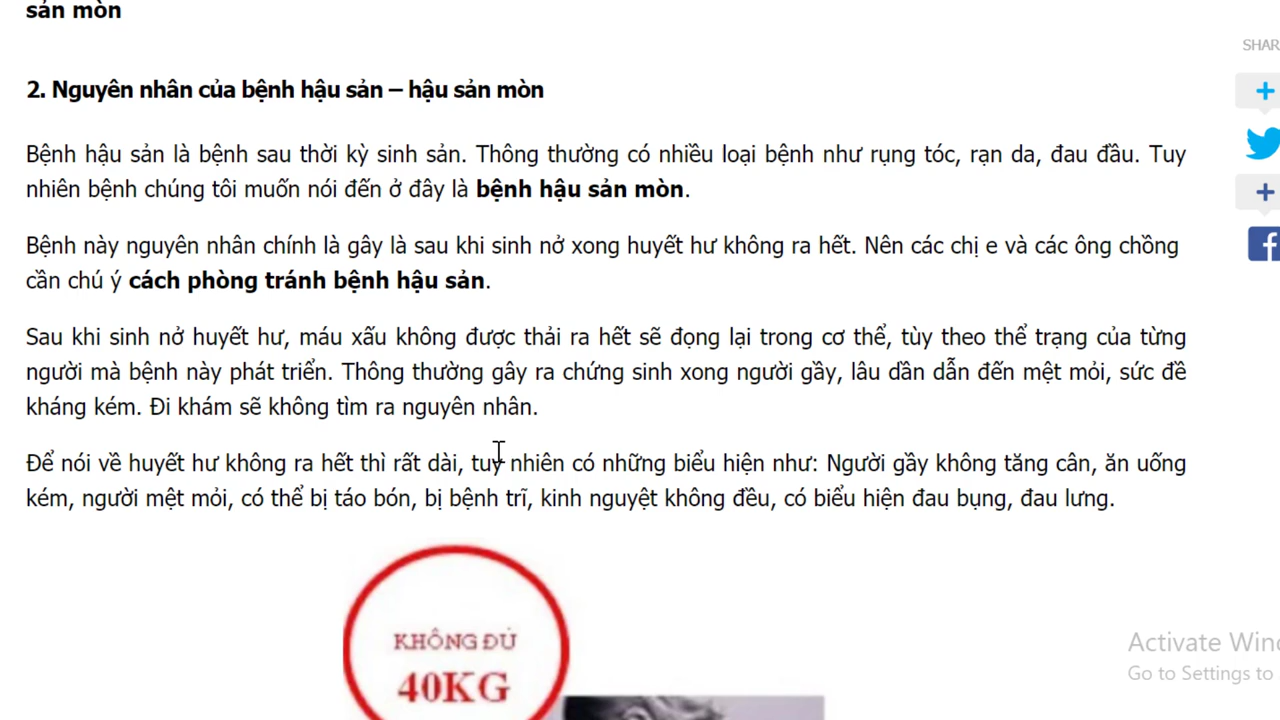 sản mòn
SHAR
2. Nguyên nhân của bệnh hậu sản – hậu sản mòn
Bệnh hậu sản là bệnh sau thời kỳ sinh sản. Thông thường có nhiều loại bệnh như rụng tóc, rạn da, đau đầu. Tuy
nhiên bệnh chúng tôi muốn nói đến ở đây là bệnh hậu sản mòn.
Bệnh này nguyên nhân chính là gây là sau khi sinh nở xong huyết hư không ra hết. Nên các chị e và các ông chồng
cần chú ý cách phòng tránh bệnh hậu sản.
Sau khi sinh nở huyết hư, máu xấu không được thải ra hết sẽ đọng lại trong cơ thể, tùy theo thể trạng của từng
người mà bệnh này phát triển. Thông thường gây ra chứng sinh xong người gầy, lâu dần dẫn đến mệt mỏi, sức đề
kháng kém. Đi khám sẽ không tìm ra nguyên nhân.
Để nói về huyết hư không ra hết thì rất dài, tuy nhiên có những biểu hiện như: Người gầy không tăng cân, ăn uống
kém, người mệt mỏi, có thể bị táo bón, bị bệnh trĩ, kinh nguyệt không đều, có biểu hiện đau bụng, đau lưng.
KHÔNG ĐỦ
40KG
Activate Wind
Go to Settings to